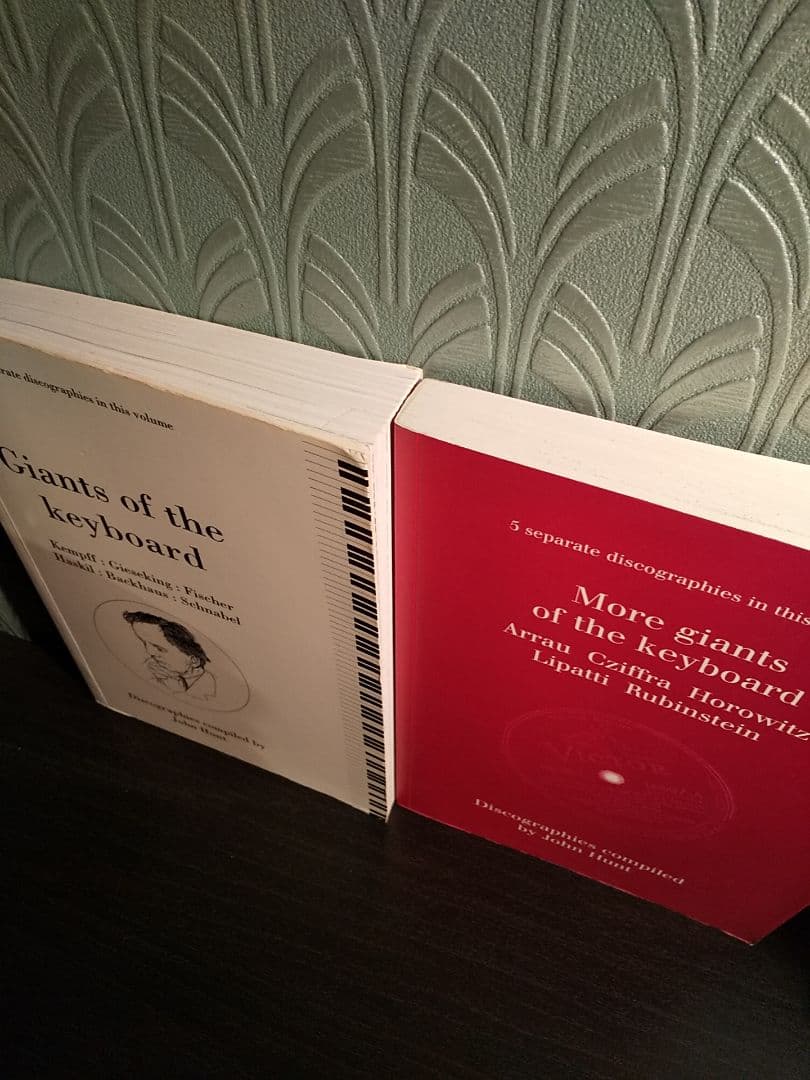 discographies in this volume
Giants of the
keyboard
Kempff : Gieseking : Fischer
Haskil : Backhaus : Schnabel
Discographies compiled by
John Hunt
5 separate discographies in this
More giants
of the keyboard
Arrau Cziffra Horowitz
Lipatti Rubinstein
Discographies compiled
by John Hunt